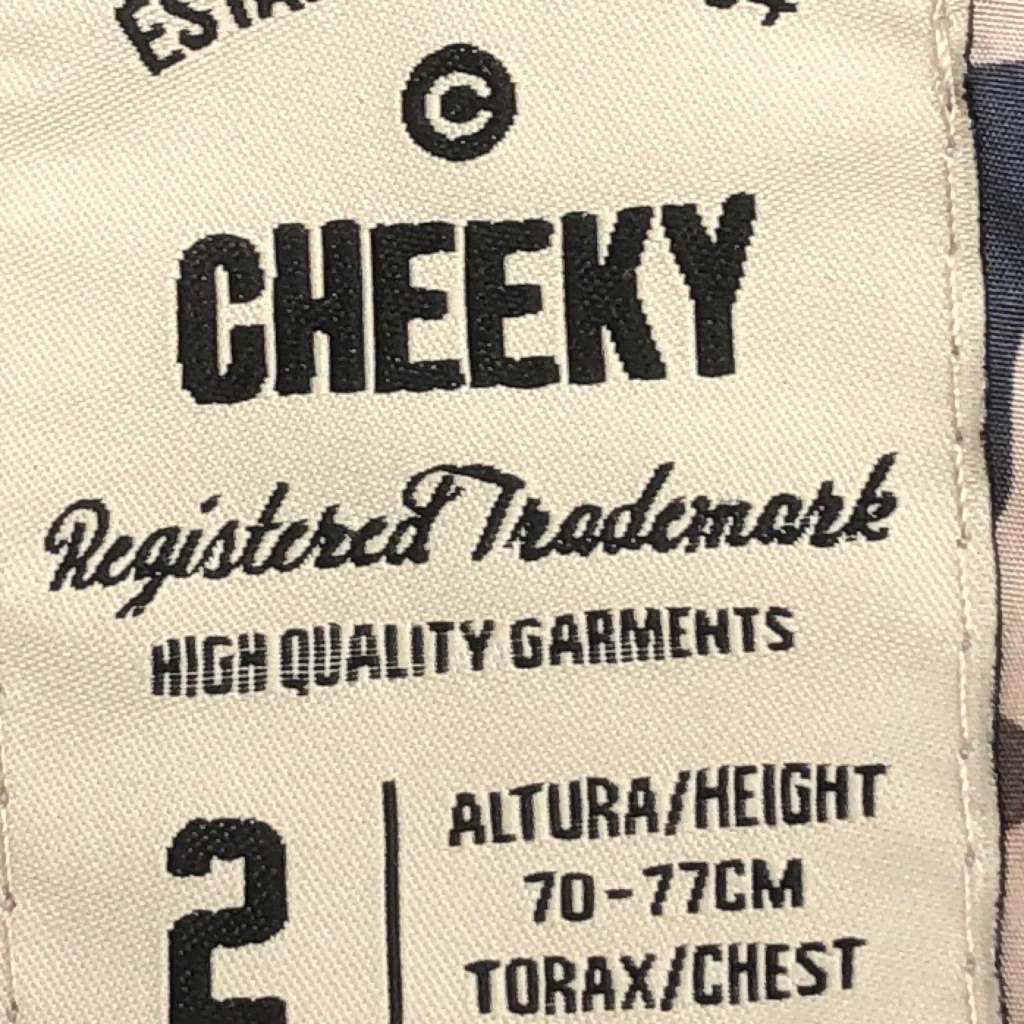 ©
CHEEKY
Registered Trademark
HIGH QUALITY GARMENTS
2
ALTURA/HEIGHT
70-77CM
TORAX/CHEST